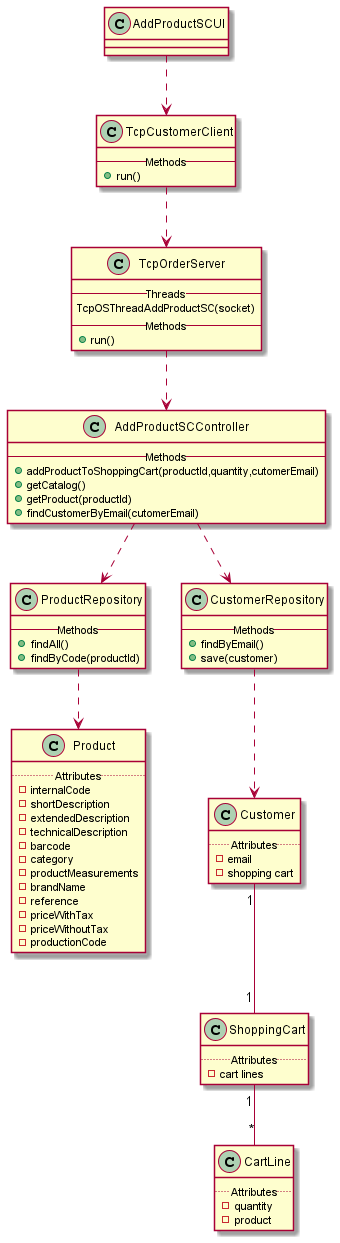 C AddProductSCUI
C TcpCustomerClient
Methods
run()
C TcpOrderServer
Threads
TcpOSThreadAddProductSC(socket)
Methods
run()
C AddProductSCController
Methods
addProductToShoppingCart(productId,quantity,cutomerEmail)
getCatalog()
getProduct(productId)
findCustomerByEmail(cutomerEmail)
C ProductRepository
Methods
findAll()
findByCode(productId)
C CustomerRepository
Methods
findByEmail()
save(customer)
C Product
Attributes
internalCode
shortDescription
extendedDescription
technicalDescription
barcode
category
productMeasurements
brandName
reference
priceWithTax
priceWithoutTax
productionCode
C Customer
Attributes
email
shopping cart
1
1
C ShoppingCart
Attributes
cart lines
1
*
C CartLine
Attributes
quantity
product